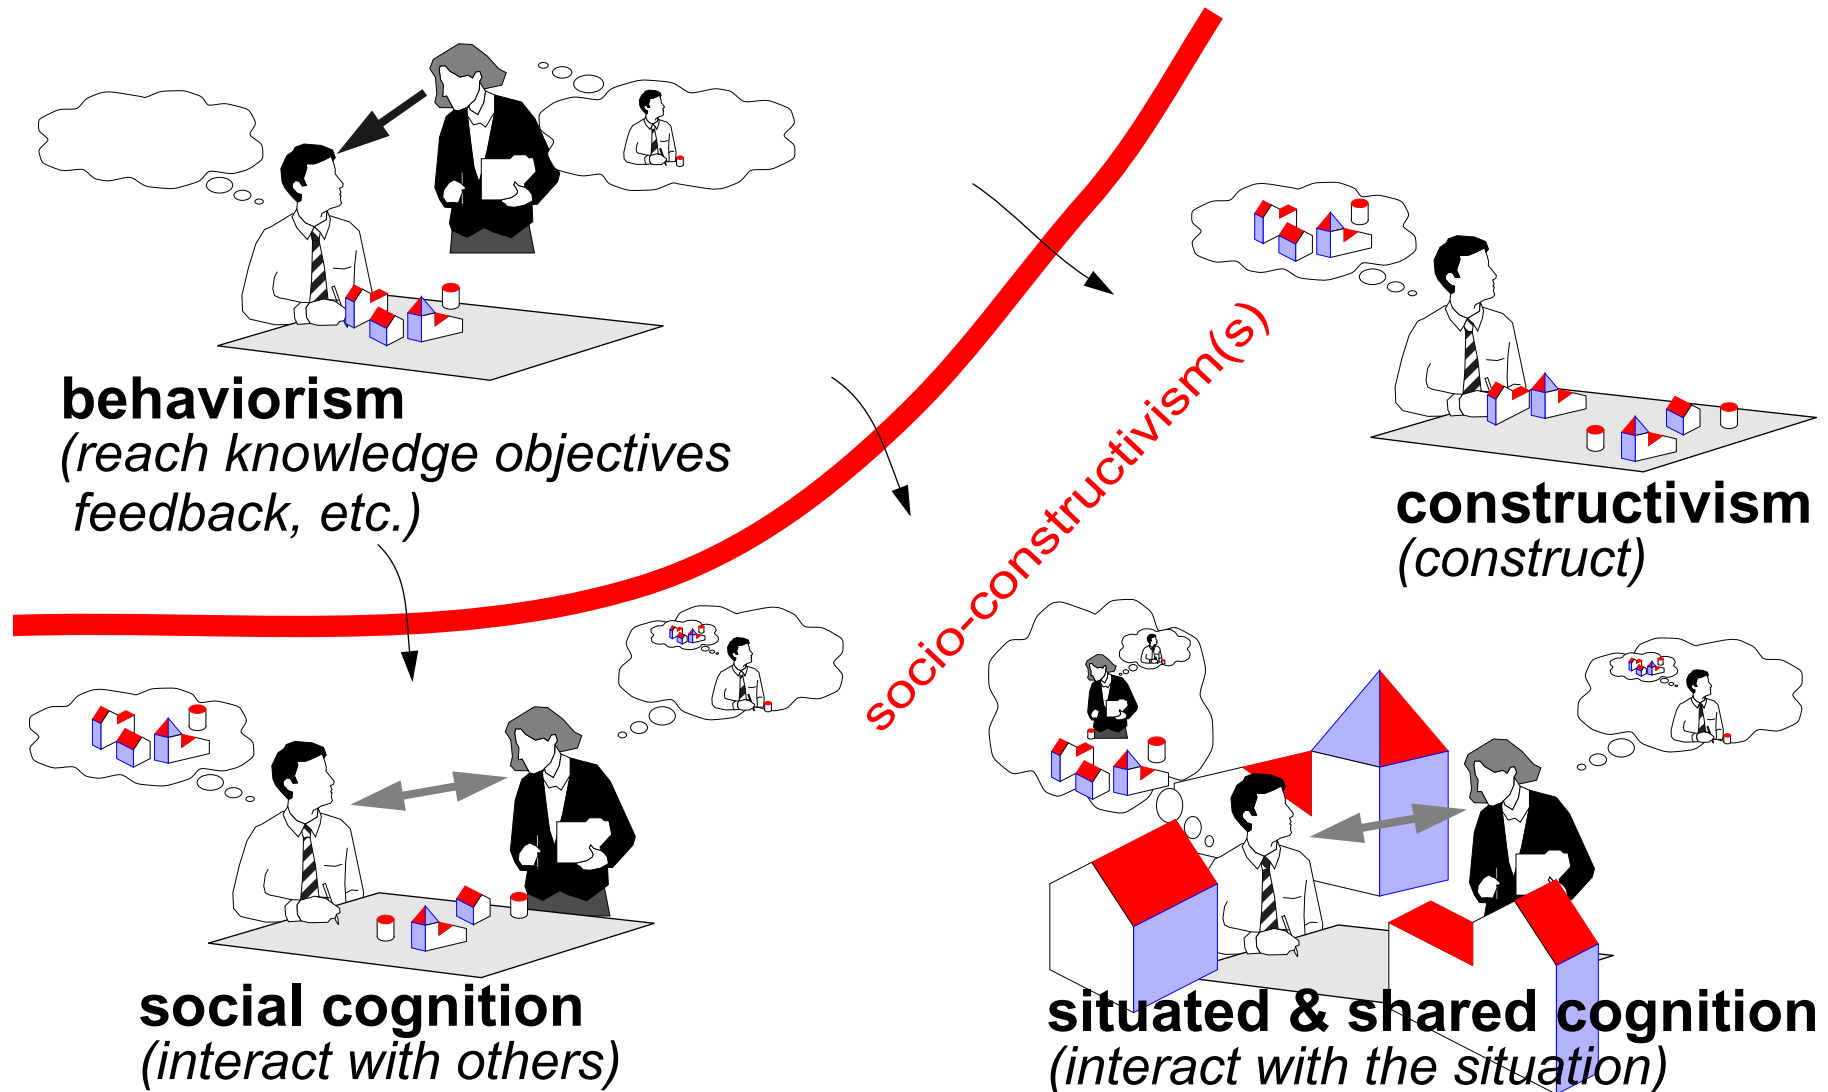 behaviorism
(reach knowledge objectives
feedback, etc.)
socio-constructivism(s)
constructivism
(construct)
social cognition
(interact with others)
situated & shared cognition
(interact with the situation)